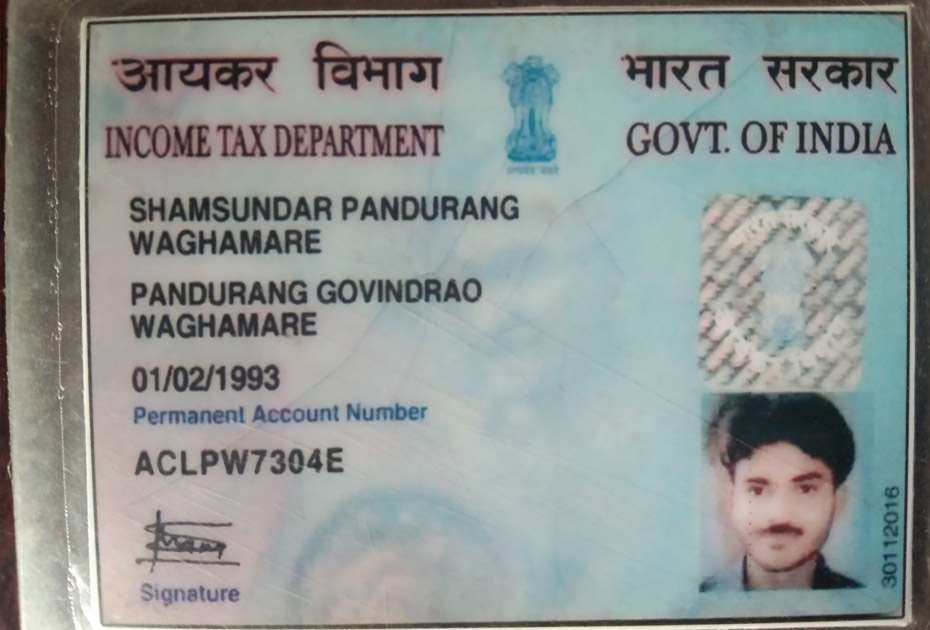 आयकर विभाग
भारत सरकार
INCOME TAX DEPARTMENT
GOVT. OF INDIA
SHAMSUNDAR PANDURANG
WAGHAMARE
PANDURANG GOVINDRAO
WAGHAMARE
01/02/1993
Permanent Account Number
ACLPW7304E
Signature
30112016